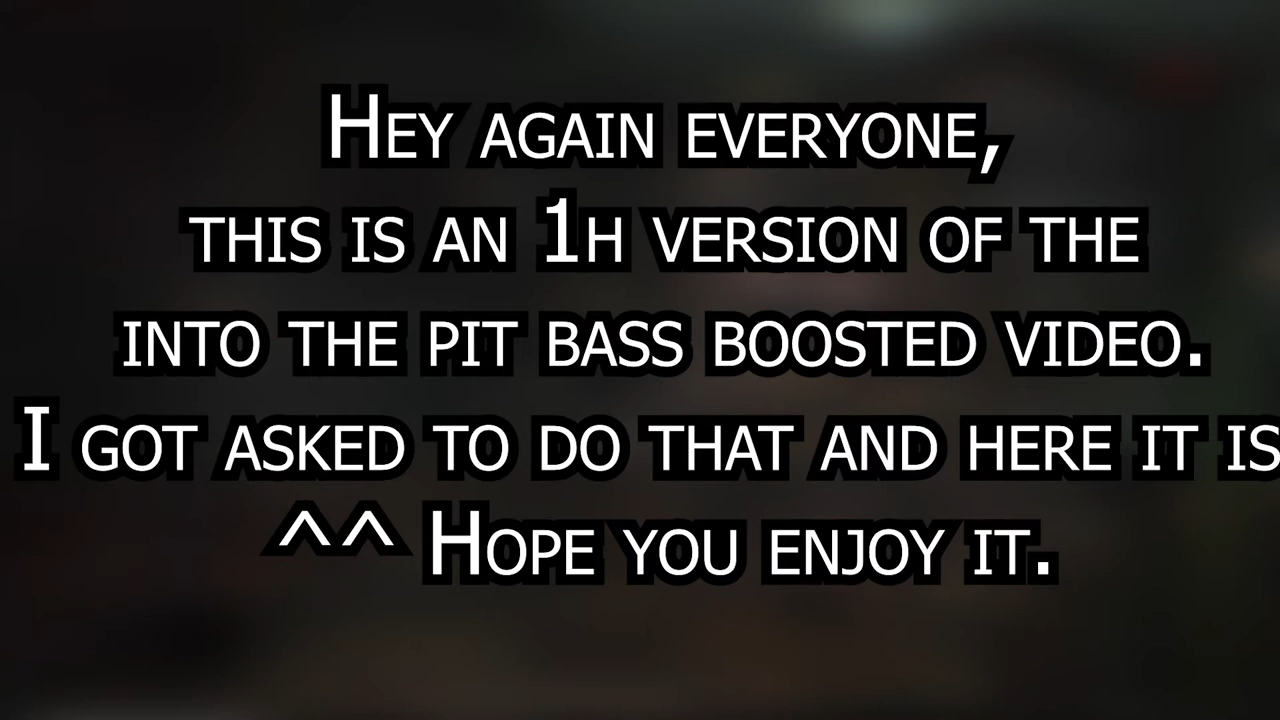 Hey again everyone,
this is an 1h version of the
into the pit bass boosted video.
I got asked to do that and here it is
^^ Hope you enjoy it.